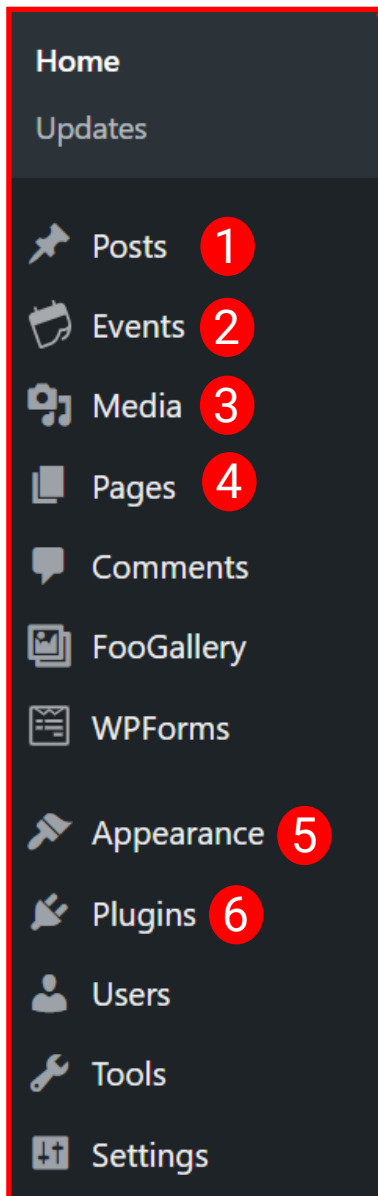 Home
Updates
Posts 1
Events 2
Media 3
Pages 4
Comments
FooGallery
WPForms
Appearance 5
Plugins 6
Users
Tools
Settings